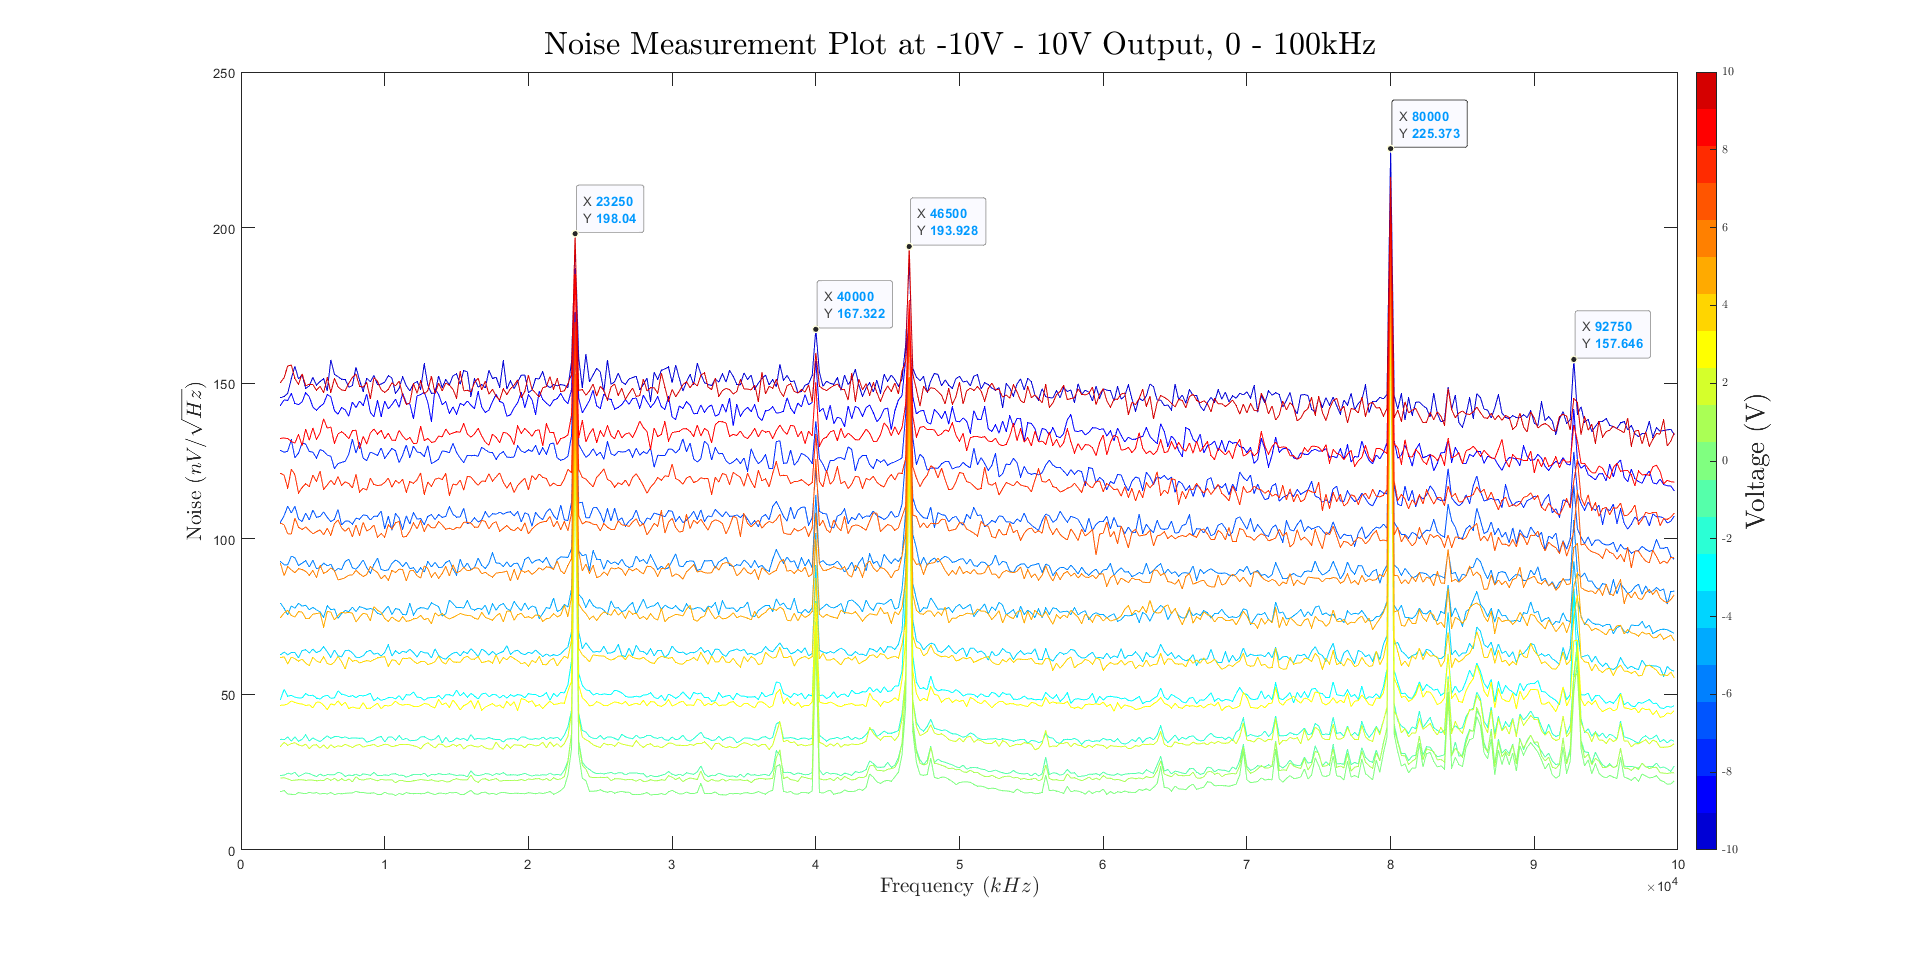 Noise Measurement Plot at -10V - 10V Output, 0 - 100kHz
250
200
150
100
50
0
Noise (nV/√Hz)
X 23250
Y 198.04
X 40000
Y 167.322
X 46500
Y 193.928
X 80000
Y 225.373
X 92750
Y 157.646
0 1 2 3 4 5 6 7 8 9 10
×10⁴
Frequency (kHz)
10
8
6
4
2
0
-2
-4
-6
-8
-10
Voltage (V)